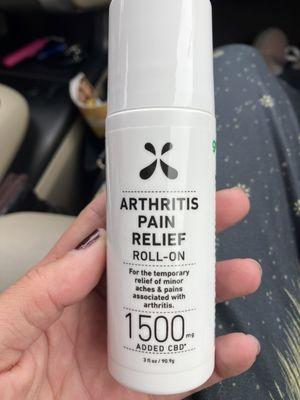 ARTHRITIS
PAIN
RELIEF
ROLL-ON
For the temporary
relief of minor
aches & pains
associated with
arthritis.
1500mg
ADDED CBD*
3 fl oz / 90.9g